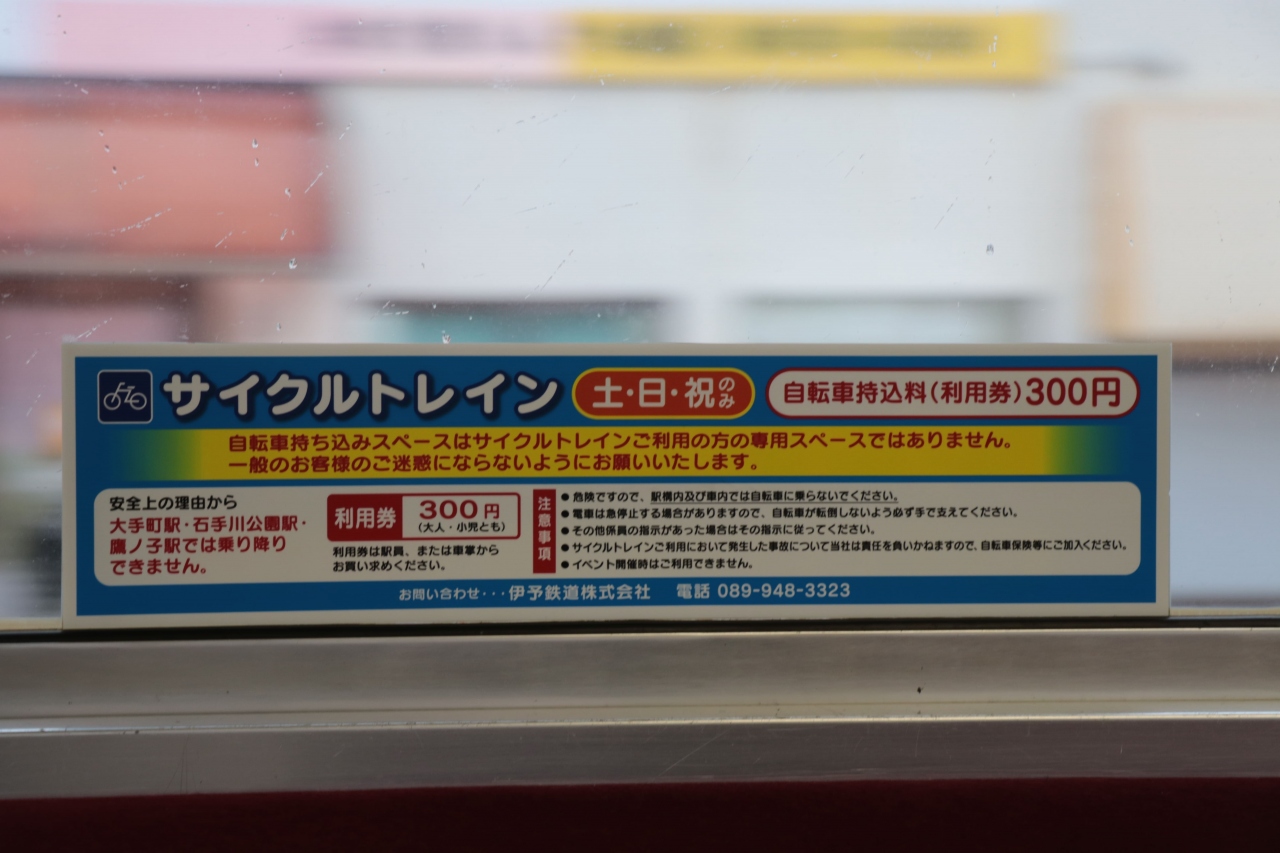 サイクルトレイン 土・日・祝のみ 自転車持込料(利用券)300円
自転車持ち込みスペースはサイクルトレインご利用の方の専用スペースではありません。
一般のお客様のご迷惑にならないようにお願いいたします。
安全上の理由から
大手町駅・石手川公園駅・
鷹ノ子駅では乗り降り
できません。
利用券 300円
(大人・小児とも)
利用券は駅員、または車掌から
お買い求めください。
注意事項
●危険ですので、駅構内及び車内では自転車に乗らないでください。
●電車は急停止する場合がありますので、自転車が転倒しないよう必ず手で支えてください。
●その他係員の指示があった場合はその指示に従ってください。
●サイクルトレインご利用において発生した事故について当社は責任を負いかねますので、自転車保険等にご加入ください。
●イベント開催時はご利用できません。
お問い合わせ・・・伊予鉄道株式会社 電話 089-948-3323